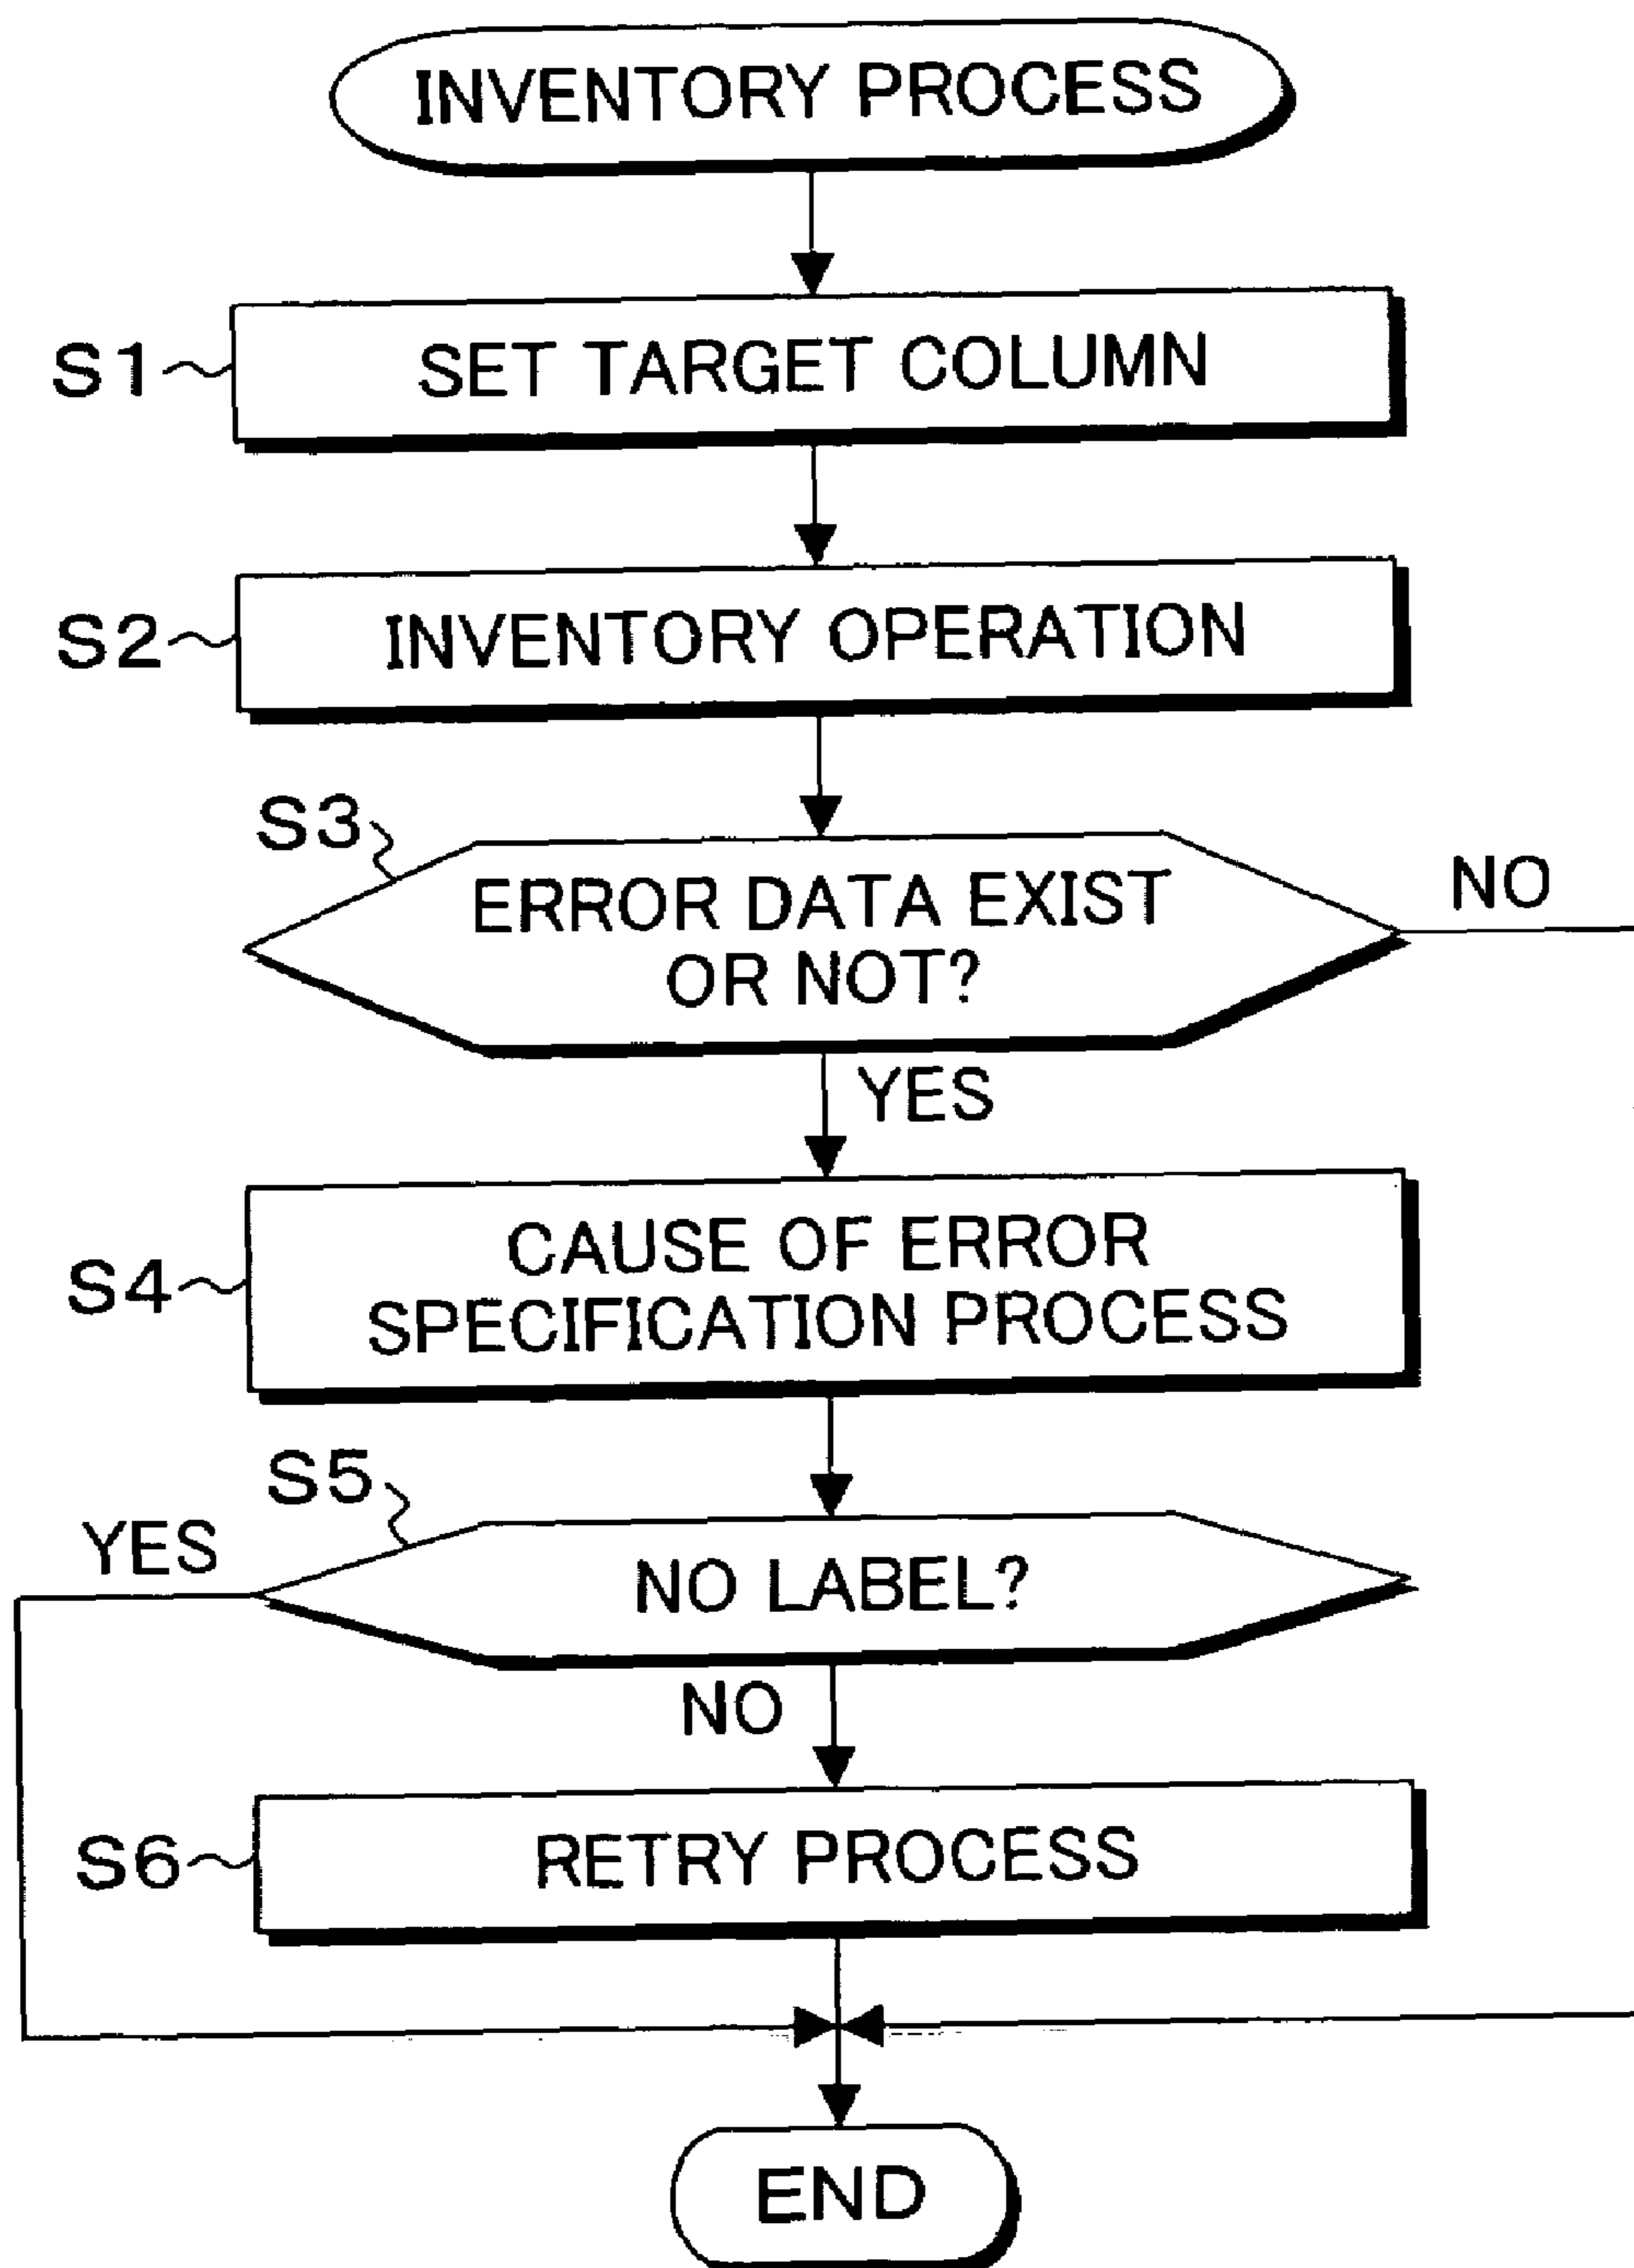 INVENTORY PROCESS
S1
SET TARGET COLUMN
S2
INVENTORY OPERATION
S3
ERROR DATA EXIST
OR NOT?
NO
YES
S4
CAUSE OF ERROR
SPECIFICATION PROCESS
S5
YES
NO LABEL?
NO
S6
RETRY PROCESS
END